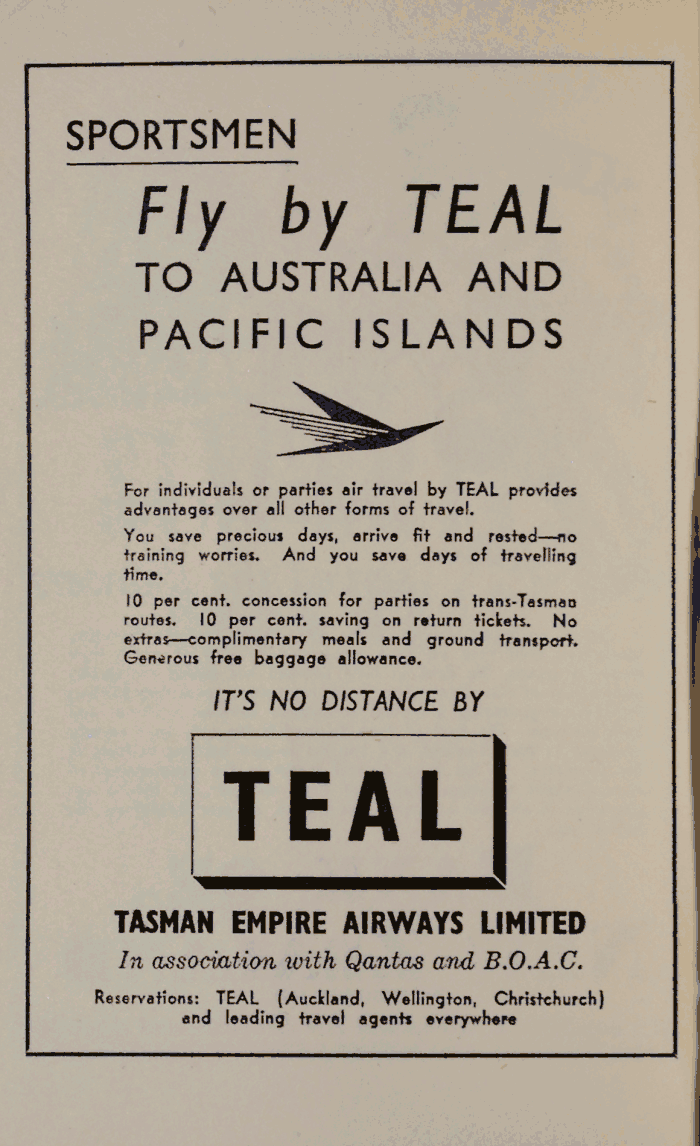 SPORTSMEN
Fly by TEAL
TO AUSTRALIA AND
PACIFIC ISLANDS
For individuals or parties air travel by TEAL provides
advantages over all other forms of travel.
You save precious days, arrive fit and rested—no
training worries. And you save days of travelling
time.
10 per cent. concession for parties on trans-Tasman
routes. 10 per cent. saving on return tickets. No
extras—complimentary meals and ground transport.
Generous free baggage allowance.
IT'S NO DISTANCE BY
TEAL
TASMAN EMPIRE AIRWAYS LIMITED
In association with Qantas and B.O.A.C.
Reservations: TEAL (Auckland, Wellington, Christchurch)
and leading travel agents everywhere